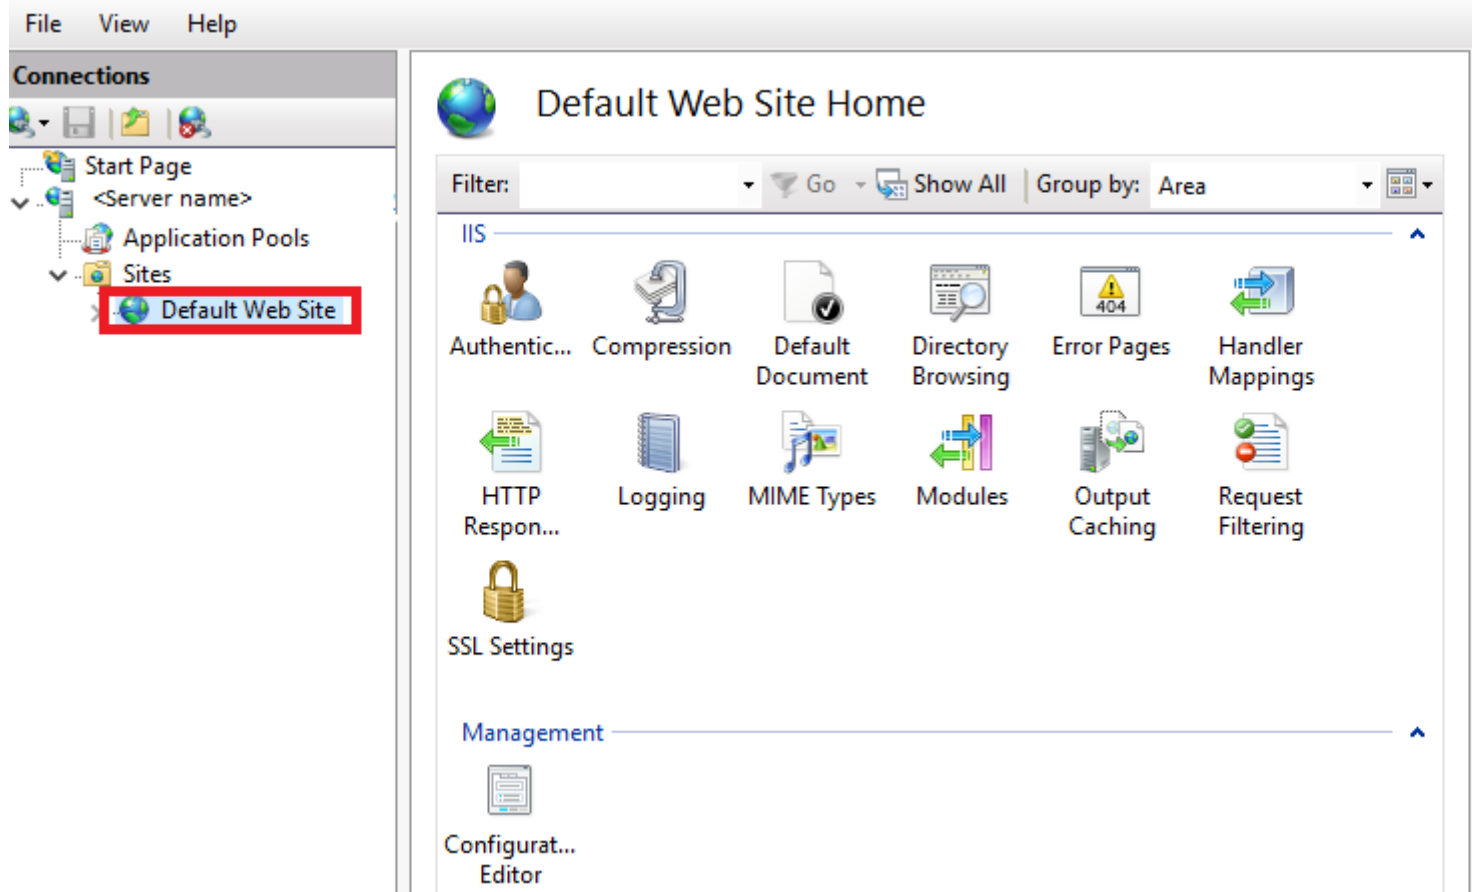 File View Help
Connections
Start Page
<Server name>
Application Pools
Sites
Default Web Site
Default Web Site Home
Filter: Go Show All Group by: Area
IIS
Authentic... Compression Default Document Directory Browsing Error Pages Handler Mappings
404
HTTP Respon... Logging MIME Types Modules Output Caching Request Filtering
SSL Settings
Management
Configurat...
Editor